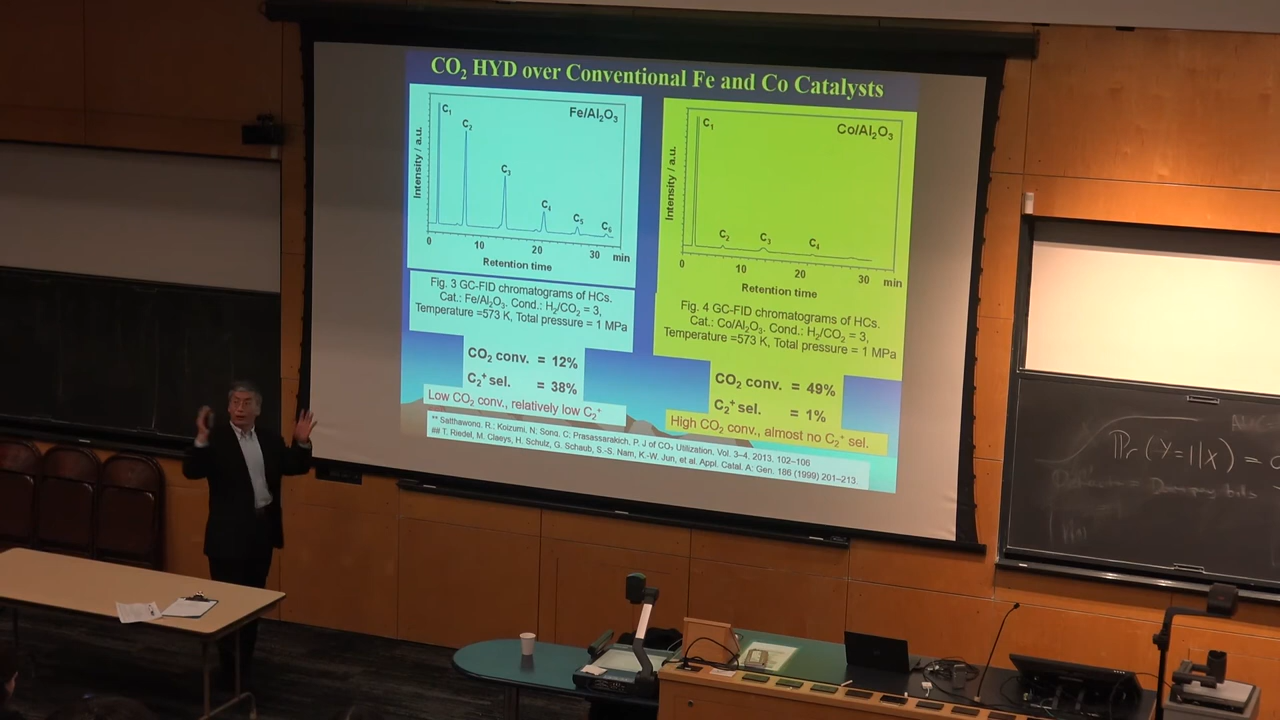 CO₂ HYD over Conventional Fe and Co Catalysts
Fe/Al₂O₃
C₁
C₂
C₃
C₄
C₅
C₆
Intensity / a.u.
0 10 20 30 min
Retention time
Fig. 3 GC-FID chromatograms of HCs.
Cat.: Fe/Al₂O₃. Cond.: H₂/CO₂ = 3,
Temperature =573 K, Total pressure = 1 MPa
CO₂ conv. = 12%
C₂⁺ sel. = 38%
Low CO₂ conv., relatively low C₂⁺
Co/Al₂O₃
C₁
C₂
C₃
C₄
Intensity / a.u.
0 10 20 30 min
Retention time
Fig. 4 GC-FID chromatograms of HCs.
Cat.: Co/Al₂O₃. Cond.: H₂/CO₂ = 3,
Temperature =573 K, Total pressure = 1 MPa
CO₂ conv. = 49%
C₂⁺ sel. = 1%
High CO₂ conv., almost no C₂⁺ sel.
** Satthawong, R.; Koizumi, N; Song, C; Prasassarakich, P, J of CO₂ Utilization, Vol. 3–4, 2013, 102–106
## T. Riedel, M. Claeys, H. Schulz, G. Schaub, S.-S. Nam, K.-W. Jun, et al. Appl. Catal. A: Gen. 186 (1999) 201–213.
Pr(Y=1|X) =